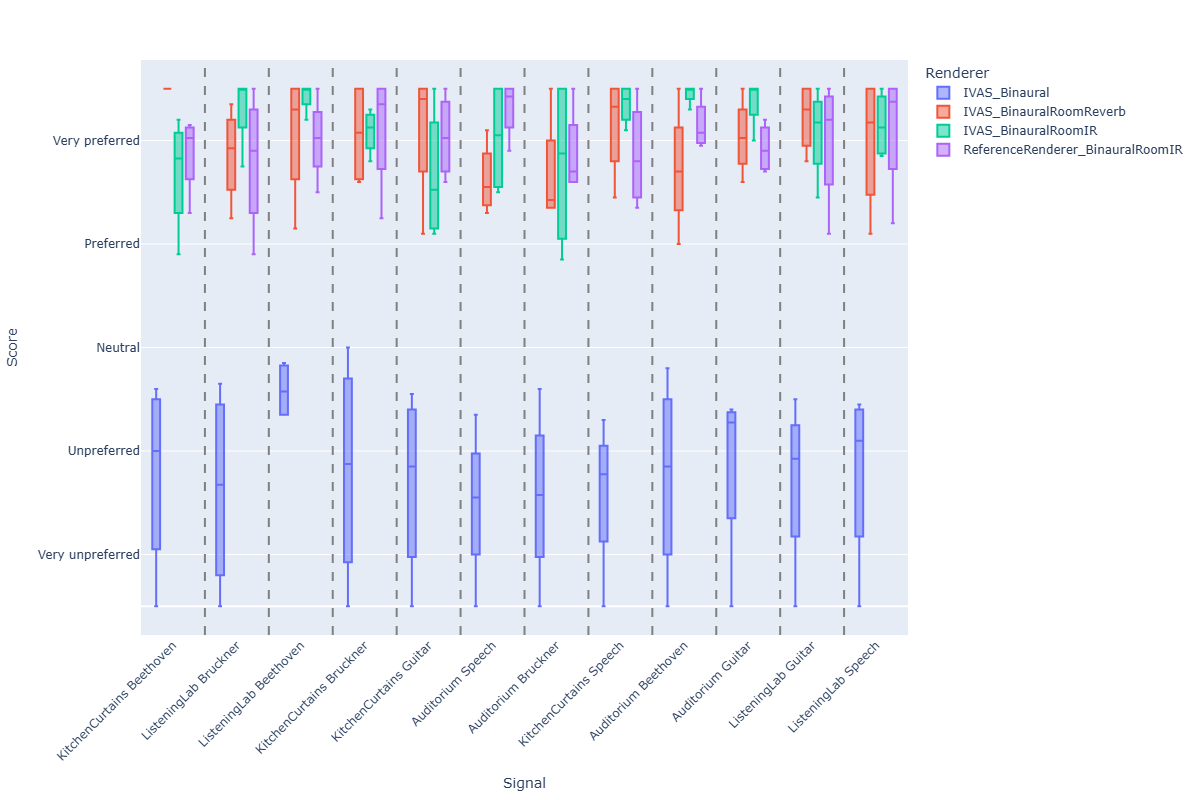 Renderer
IVAS_Binaural
IVAS_BinauralRoomReverb
IVAS_BinauralRoomIR
ReferenceRenderer_BinauralRoomIR
Score
Very preferred
Preferred
Neutral
Unpreferred
Very unpreferred
KitchenCurtains Beethoven
ListeningLab Bruckner
ListeningLab Beethoven
KitchenCurtains Bruckner
KitchenCurtains Guitar
Auditorium Speech
Auditorium Bruckner
KitchenCurtains Speech
Auditorium Beethoven
Auditorium Guitar
ListeningLab Guitar
ListeningLab Speech
Signal